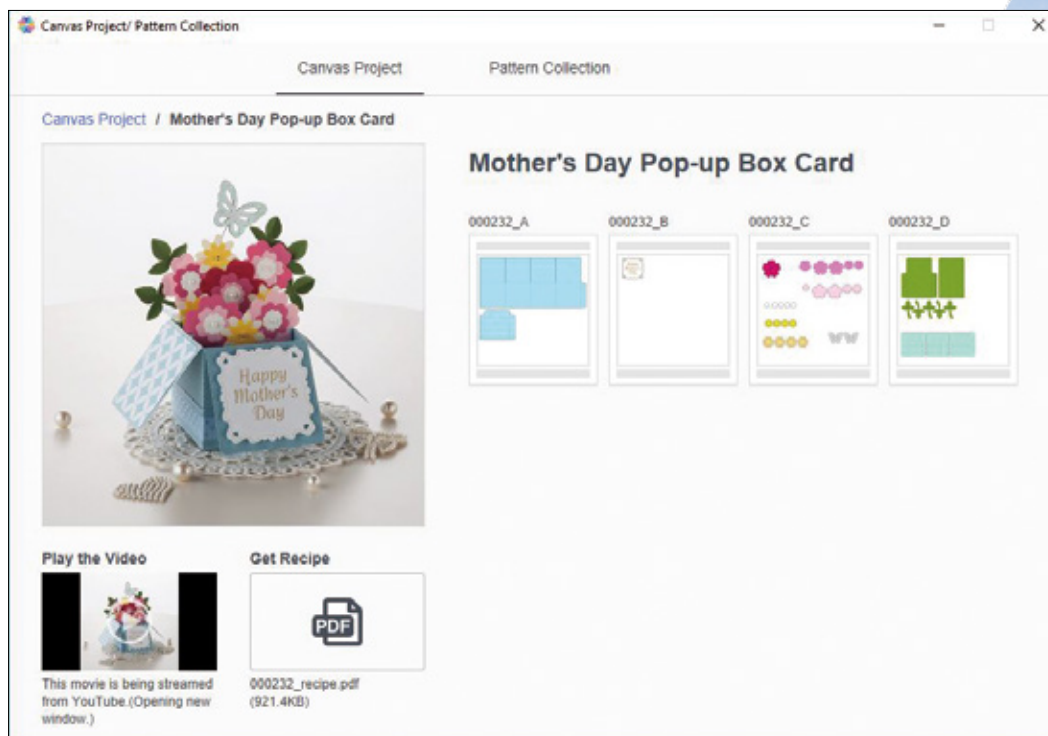 Canvas Project/ Pattern Collection
Canvas Project
Pattern Collection
Canvas Project / Mother's Day Pop-up Box Card
Mother's Day Pop-up Box Card
000232_A
000232_B
000232_C
000232_D
Happy
Mother's
Day
Play the Video
Get Recipe
PDF
This movie is being streamed
from YouTube.(Opening new
window.)
000232_recipe.pdf
(921.4KB)